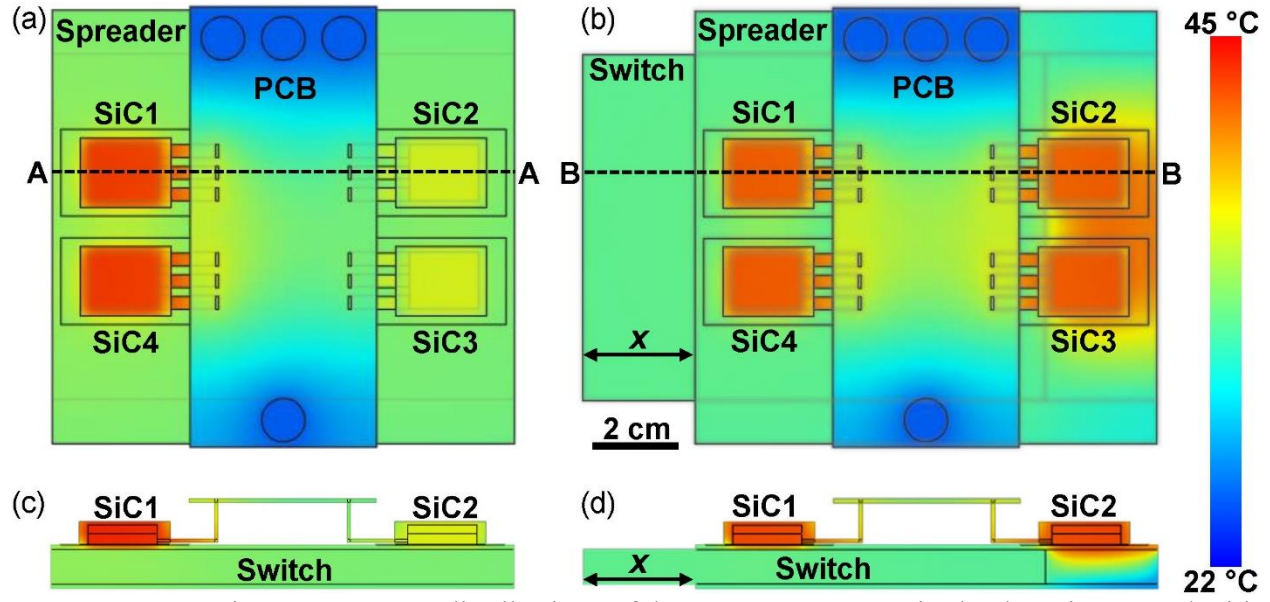 (a)
Spreader
PCB
SiC1
SiC2
A
A
SiC4
SiC3
(b)
Spreader
Switch
PCB
SiC1
SiC2
B
B
SiC4
SiC3
x
2 cm
45 °C
22 °C
(c)
SiC1
SiC2
Switch
(d)
SiC1
SiC2
x
Switch